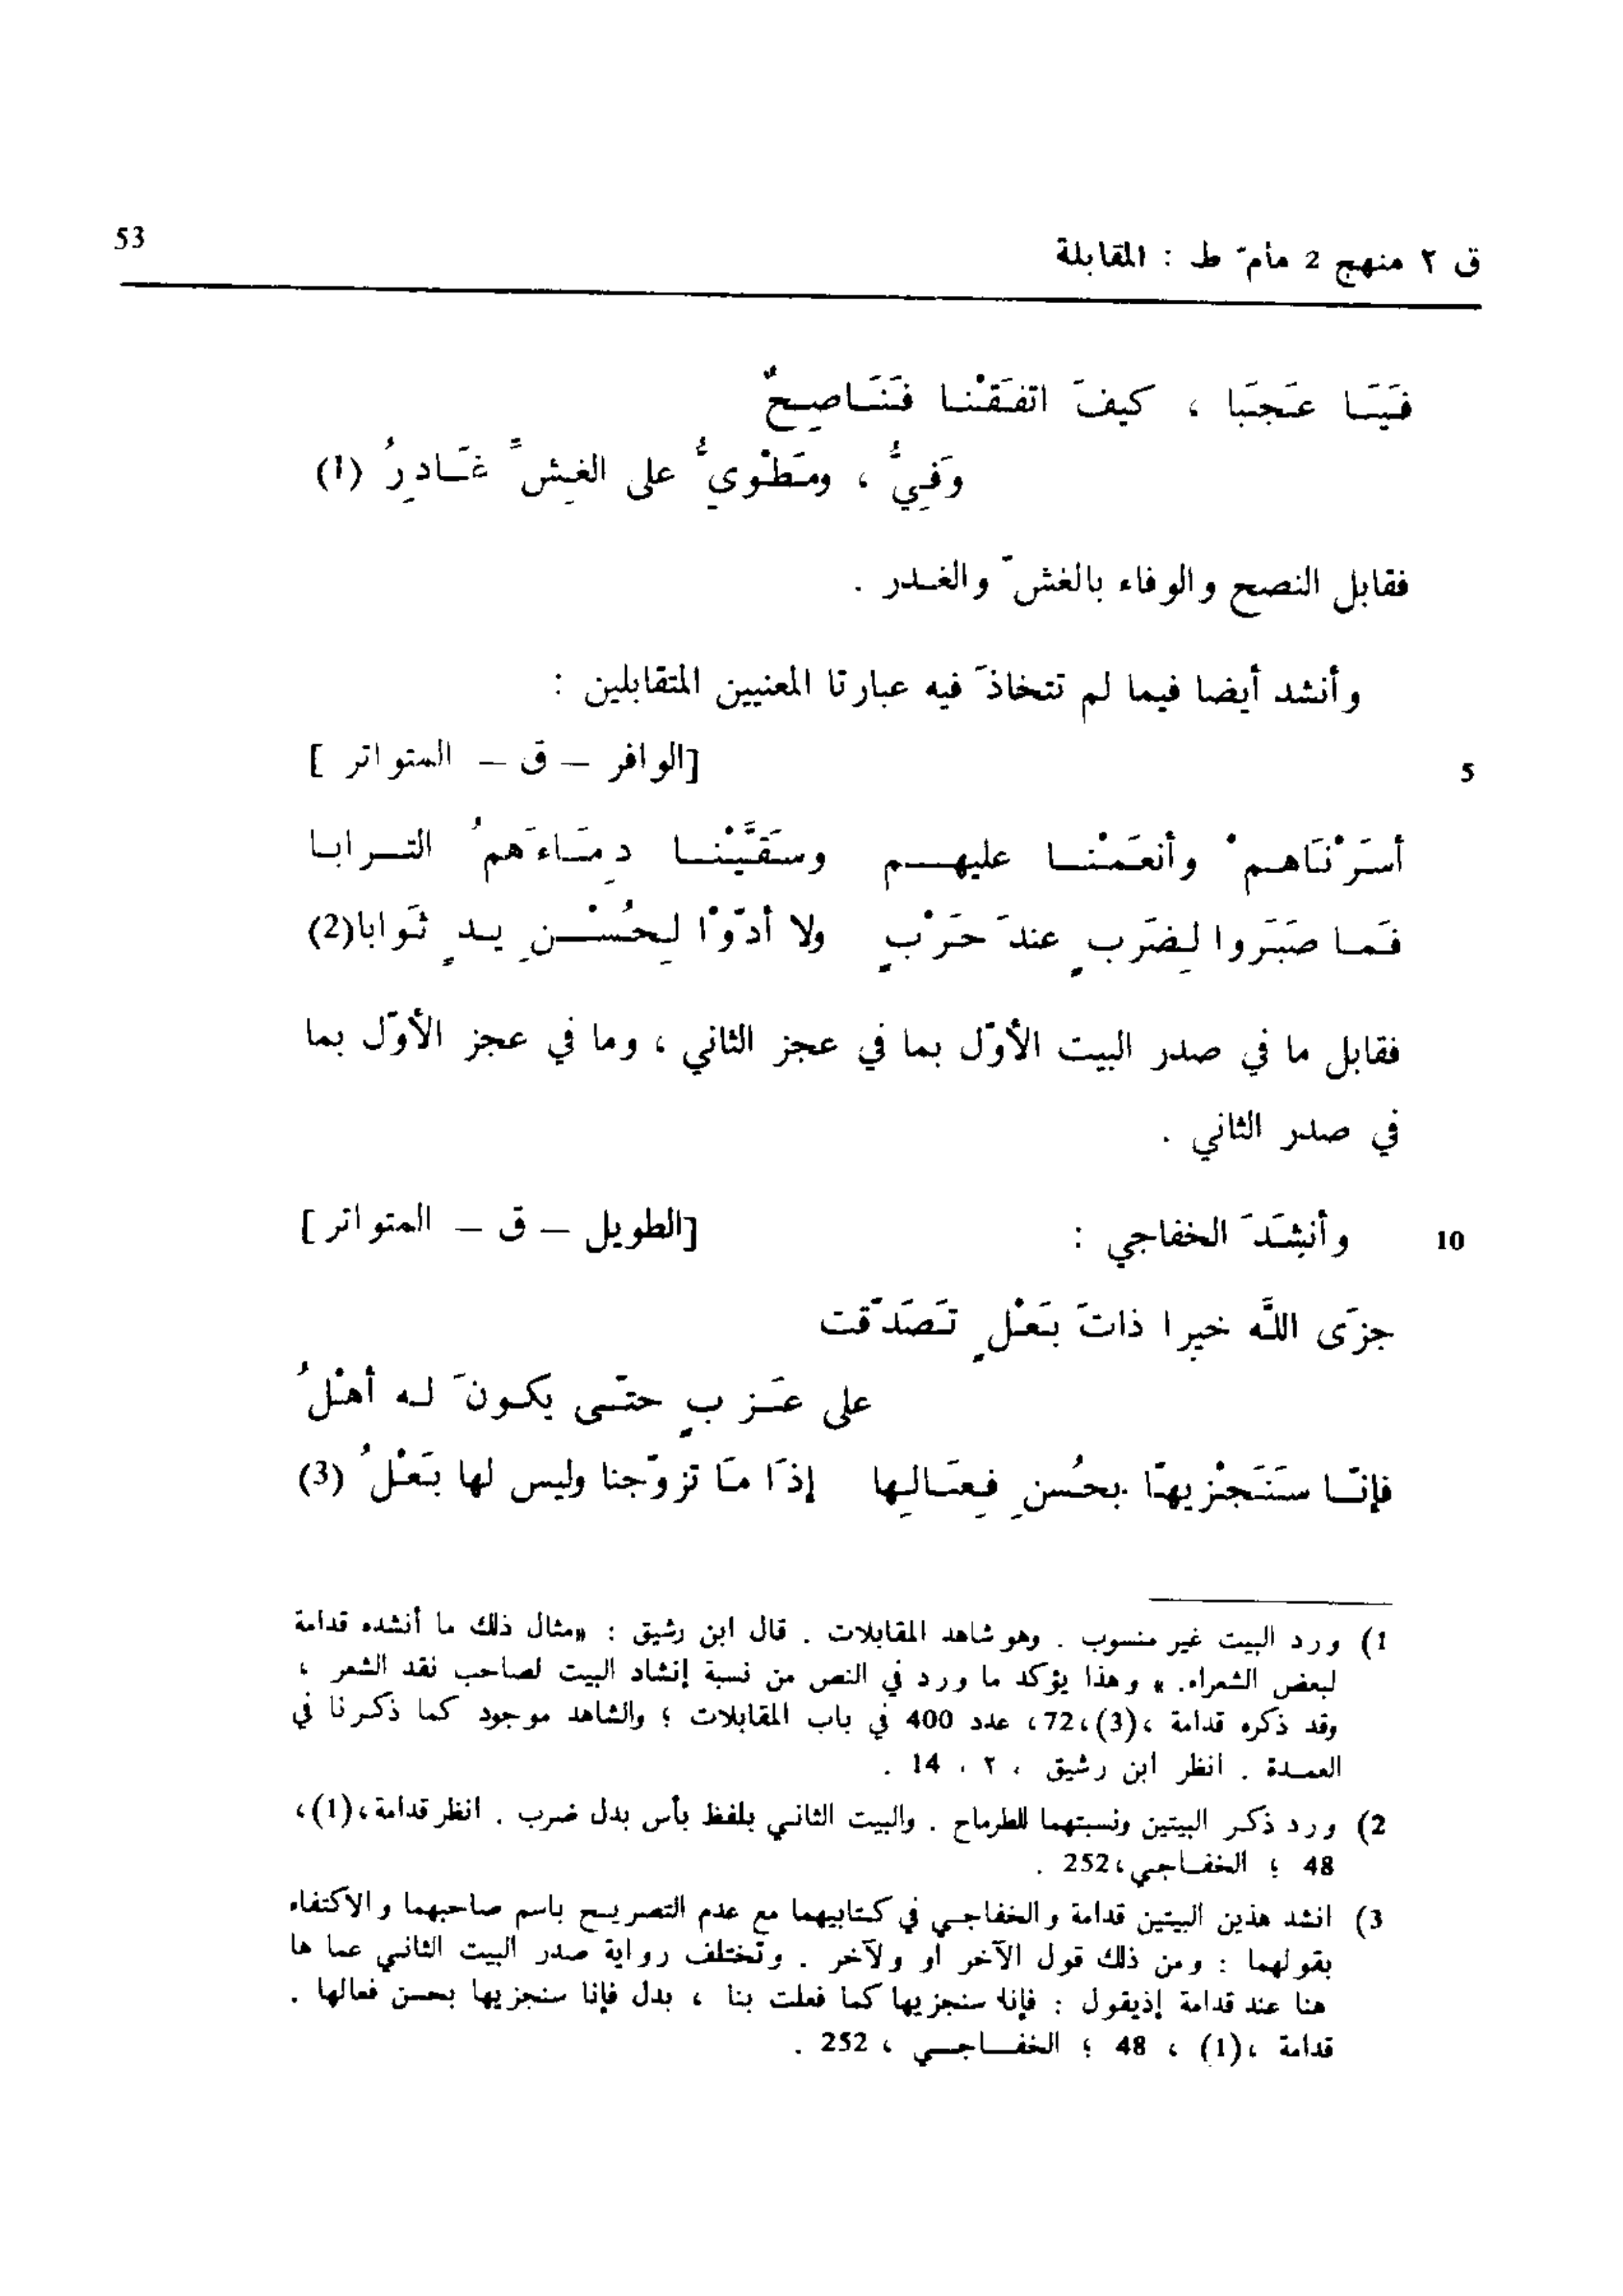 ق ٢ منهج 2 مأمّ ط : المقابلة
53
فَيَا عَجَبَا ، كيفَ اتفَقْنا فَنَاصِحٌ
وَفِيٌّ ، ومَطْوِيٌّ على الغِشِّ غَادِرُ (1)
فقابل النصح والوفاء بالغشّ والغدر .
وأنشد أيضا فيما لم تتخاذَ فيه عبارتا المعنيين المتقابلين :
5
[الوافر – ق – المتواتر ]
أسَرْنَاهمْ وأنعَمْنا عليهم وسَقَّيْنا دِمَاءَهمُ الترابا
فَما صَبَروا لِضَربٍ عندَ حَرْبٍ ولا أدّوْا لِحُسْنِ يدٍ ثَوابا(2)
فقابل ما في صدر البيت الأوّل بما في عجز الثاني ، وما في عجز الأوّل بما
في صدر الثاني .
10
وأنشَدَ الخفاجي :
[الطويل – ق – المتواتر ]
جزَى اللَّه خيرا ذاتَ بَعْلٍ تَصَدّقت
على عَزبٍ حتّى يكونَ له أهْلُ
فإنّا سَنَجْزيها بحُسنِ فِعَالِها إذَا مَا تزوّجنا وليس لها بَعْلُ (3)
1) ورد البيت غير منسوب . وهو شاهد المقابلات . قال ابن رشيق : «مثال ذلك ما أنشده قدامة
لبعض الشعراء. » وهذا يؤكد ما ورد في النص من نسبة إنشاد البيت لصاحب نقد الشعر ،
وقد ذكره قدامة ،(3)،72، عدد 400 في باب المقابلات ؛ والشاهد موجود كما ذكرنا في
العمدة . انظر ابن رشيق ، ٢ ، 14 .
2) ورد ذكر البيتين ونسبتهما للطرماح . والبيت الثاني بلفظ بأس بدل ضرب . انظر قدامة،(1)،
48 ؛ الخفاجي،252 .
3) انشد هذين البيتين قدامة والخفاجي في كتابيهما مع عدم التصريح باسم صاحبهما والاكتفاء
بقولهما : ومن ذلك قول الآخر أو ولآخر . وتختلف رواية صدر البيت الثاني عما ها
هنا عند قدامة إذيقول : فإنا سنجزيها كما فعلت بنا ، بدل فإنا سنجزيها بحسن فعالها .
قدامة ،(1) ، 48 ؛ الخفاجي ، 252 .